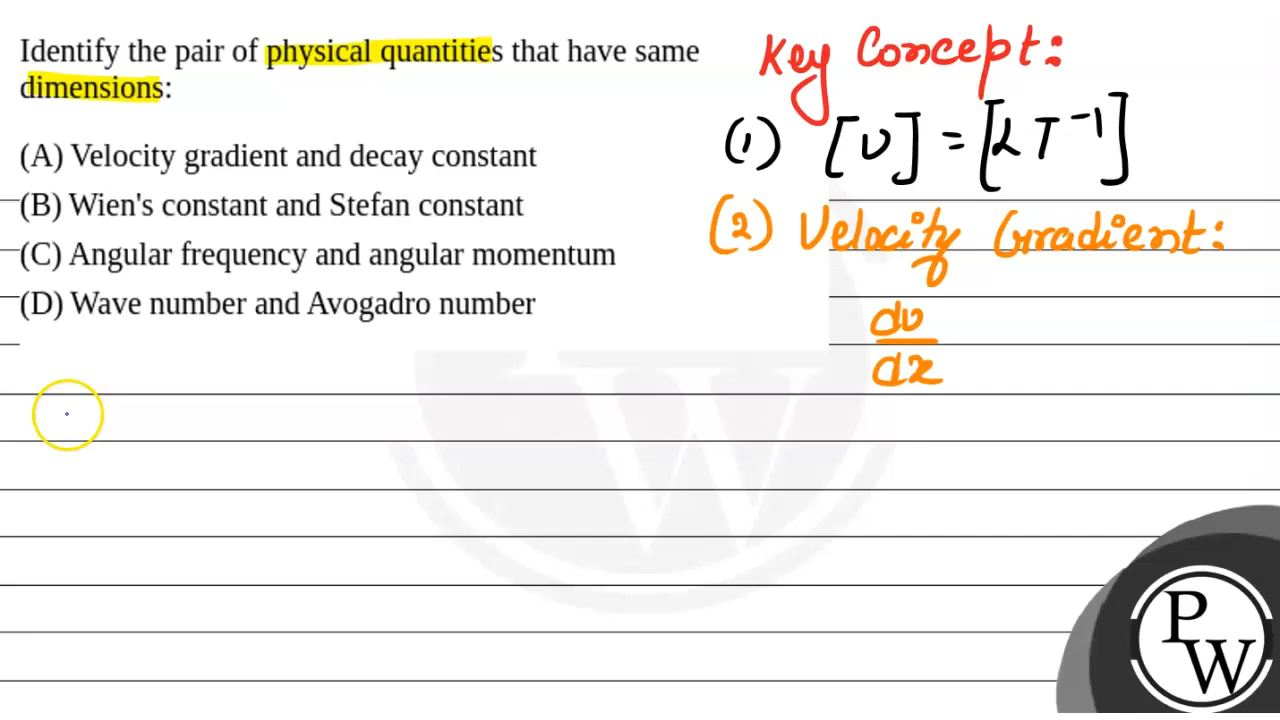 Identify the pair of physical quantities that have same
dimensions:
(A) Velocity gradient and decay constant
(B) Wien's constant and Stefan constant
(C) Angular frequency and angular momentum
(D) Wave number and Avogadro number
Key Concept:
(1) [v] = [LT⁻¹]
(2) Velocity Gradient:
dv
dx
W
P
W